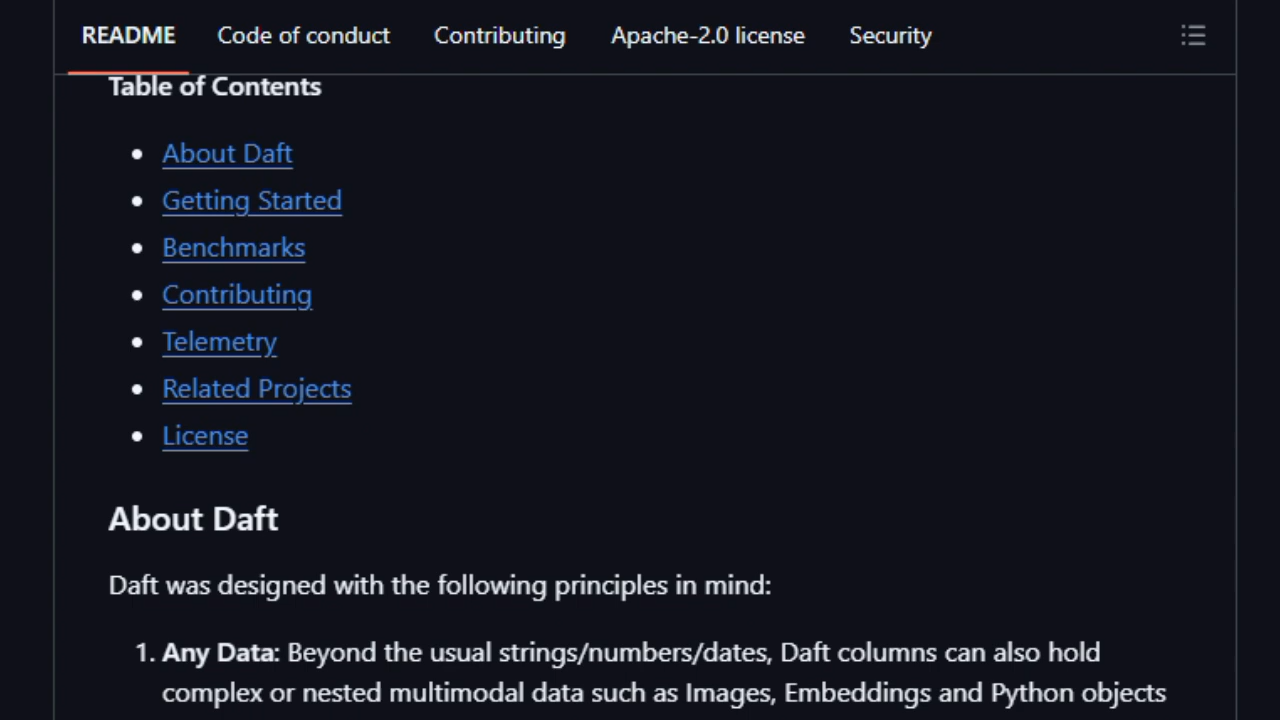 README Code of conduct Contributing Apache-2.0 license Security
Table of Contents
About Daft
Getting Started
Benchmarks
Contributing
Telemetry
Related Projects
License
About Daft
Daft was designed with the following principles in mind:
1. Any Data: Beyond the usual strings/numbers/dates, Daft columns can also hold
complex or nested multimodal data such as Images, Embeddings and Python objects